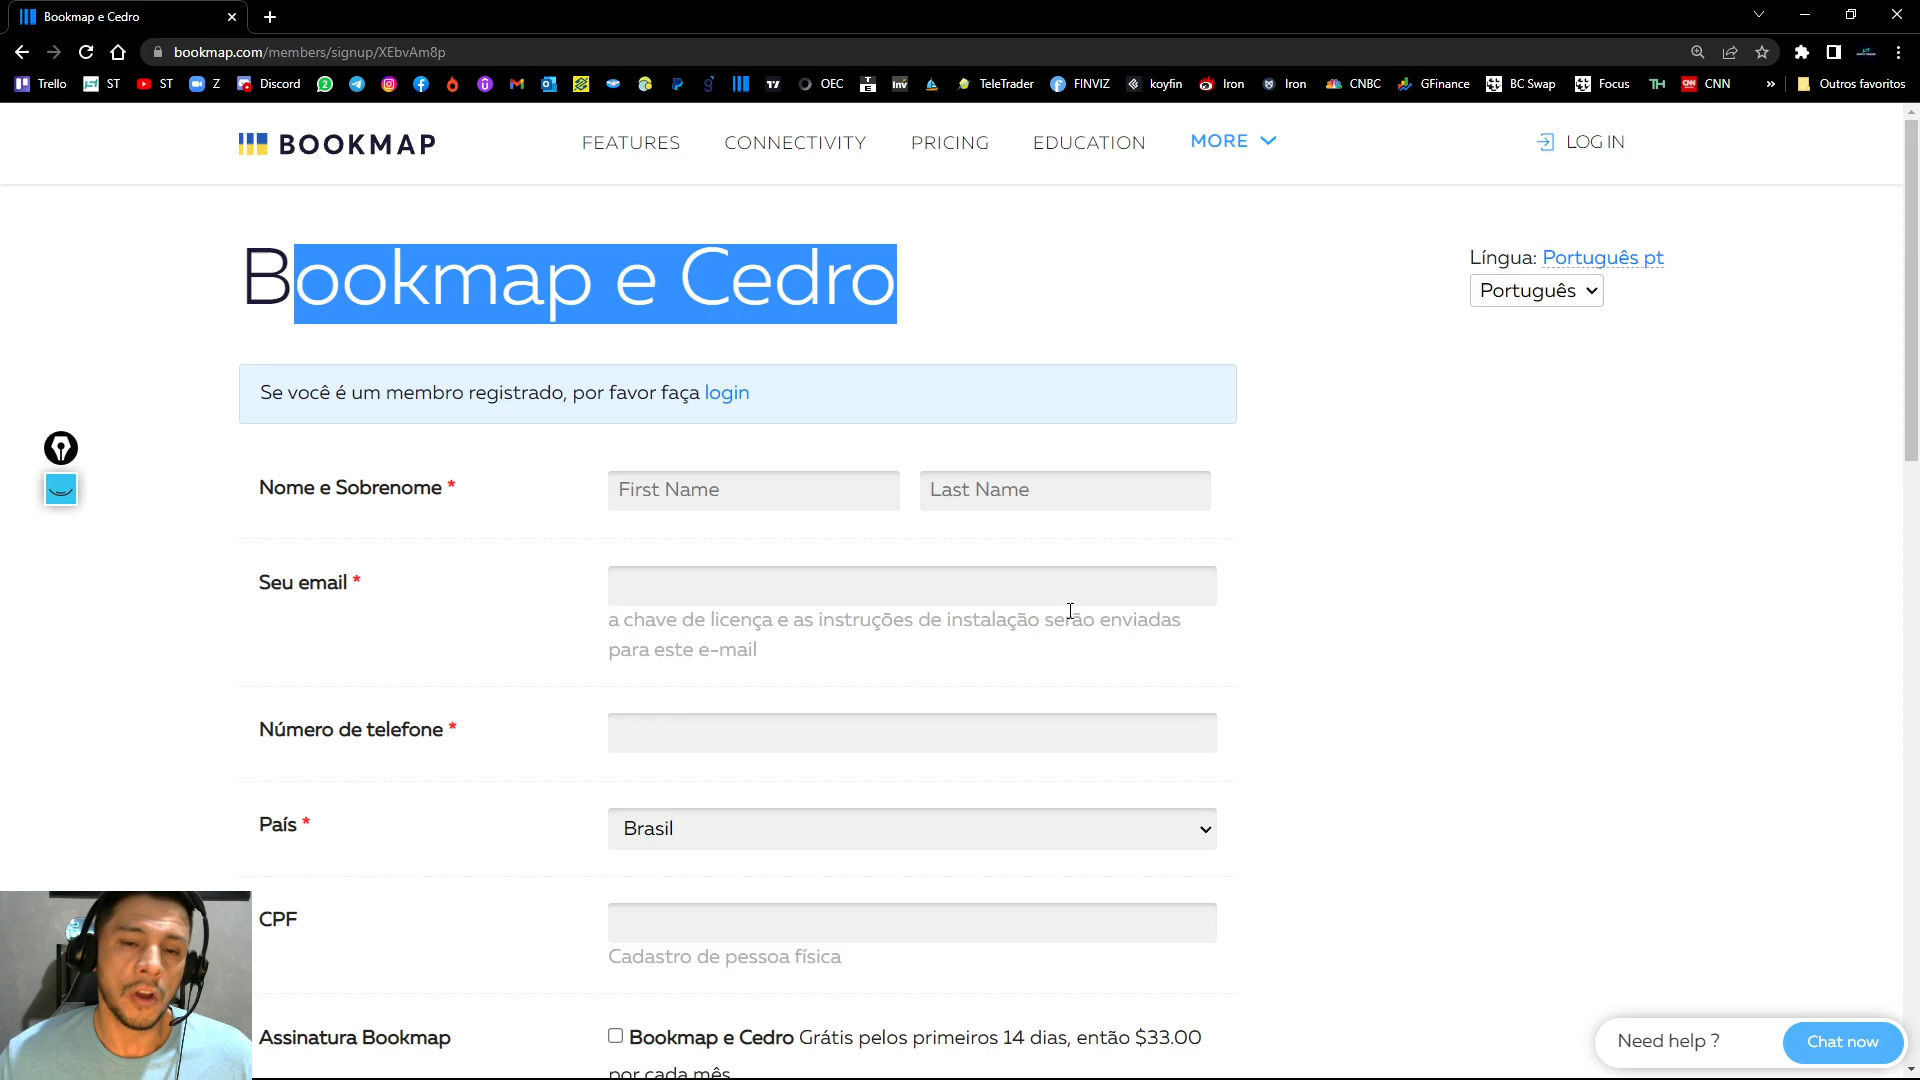 Bookmap e Cedro
bookmap.com/members/signup/XEbvAm8p
Trello ST ST Z Discord OEC TeleTrader FINVIZ koyfin Iron Iron CNBC GFinance BC Swap Focus TH CNN » Outros favoritos
BOOKMAP FEATURES CONNECTIVITY PRICING EDUCATION MORE LOG IN
Bookmap e Cedro
Língua: Português pt
Português
Se você é um membro registrado, por favor faça login
Nome e Sobrenome * First Name Last Name
Seu email *
a chave de licença e as instruções de instalação serão enviadas
para este e-mail
Número de telefone *
País * Brasil
CPF
Cadastro de pessoa física
Assinatura Bookmap Bookmap e Cedro Grátis pelos primeiros 14 dias, então $33.00
por cada mês
Need help ? Chat now